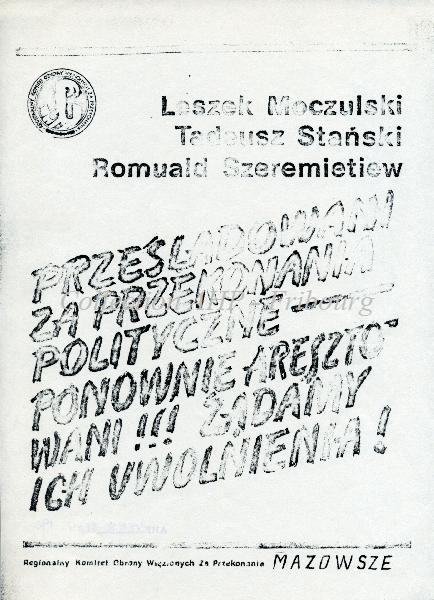 Leszek Moczulski
Tadeusz Stański
Romuald Szeremietiew
PRZEŚLADOWANI
ZA PRZEKONANIA
POLITYCZNE —
PONOWNIE ARESZTO-
WANI !!! ŻĄDAMY
ICH UWOLNIENIA !
Regionalny Komitet Obrony Więzionych Za Przekonania MAZOWSZE